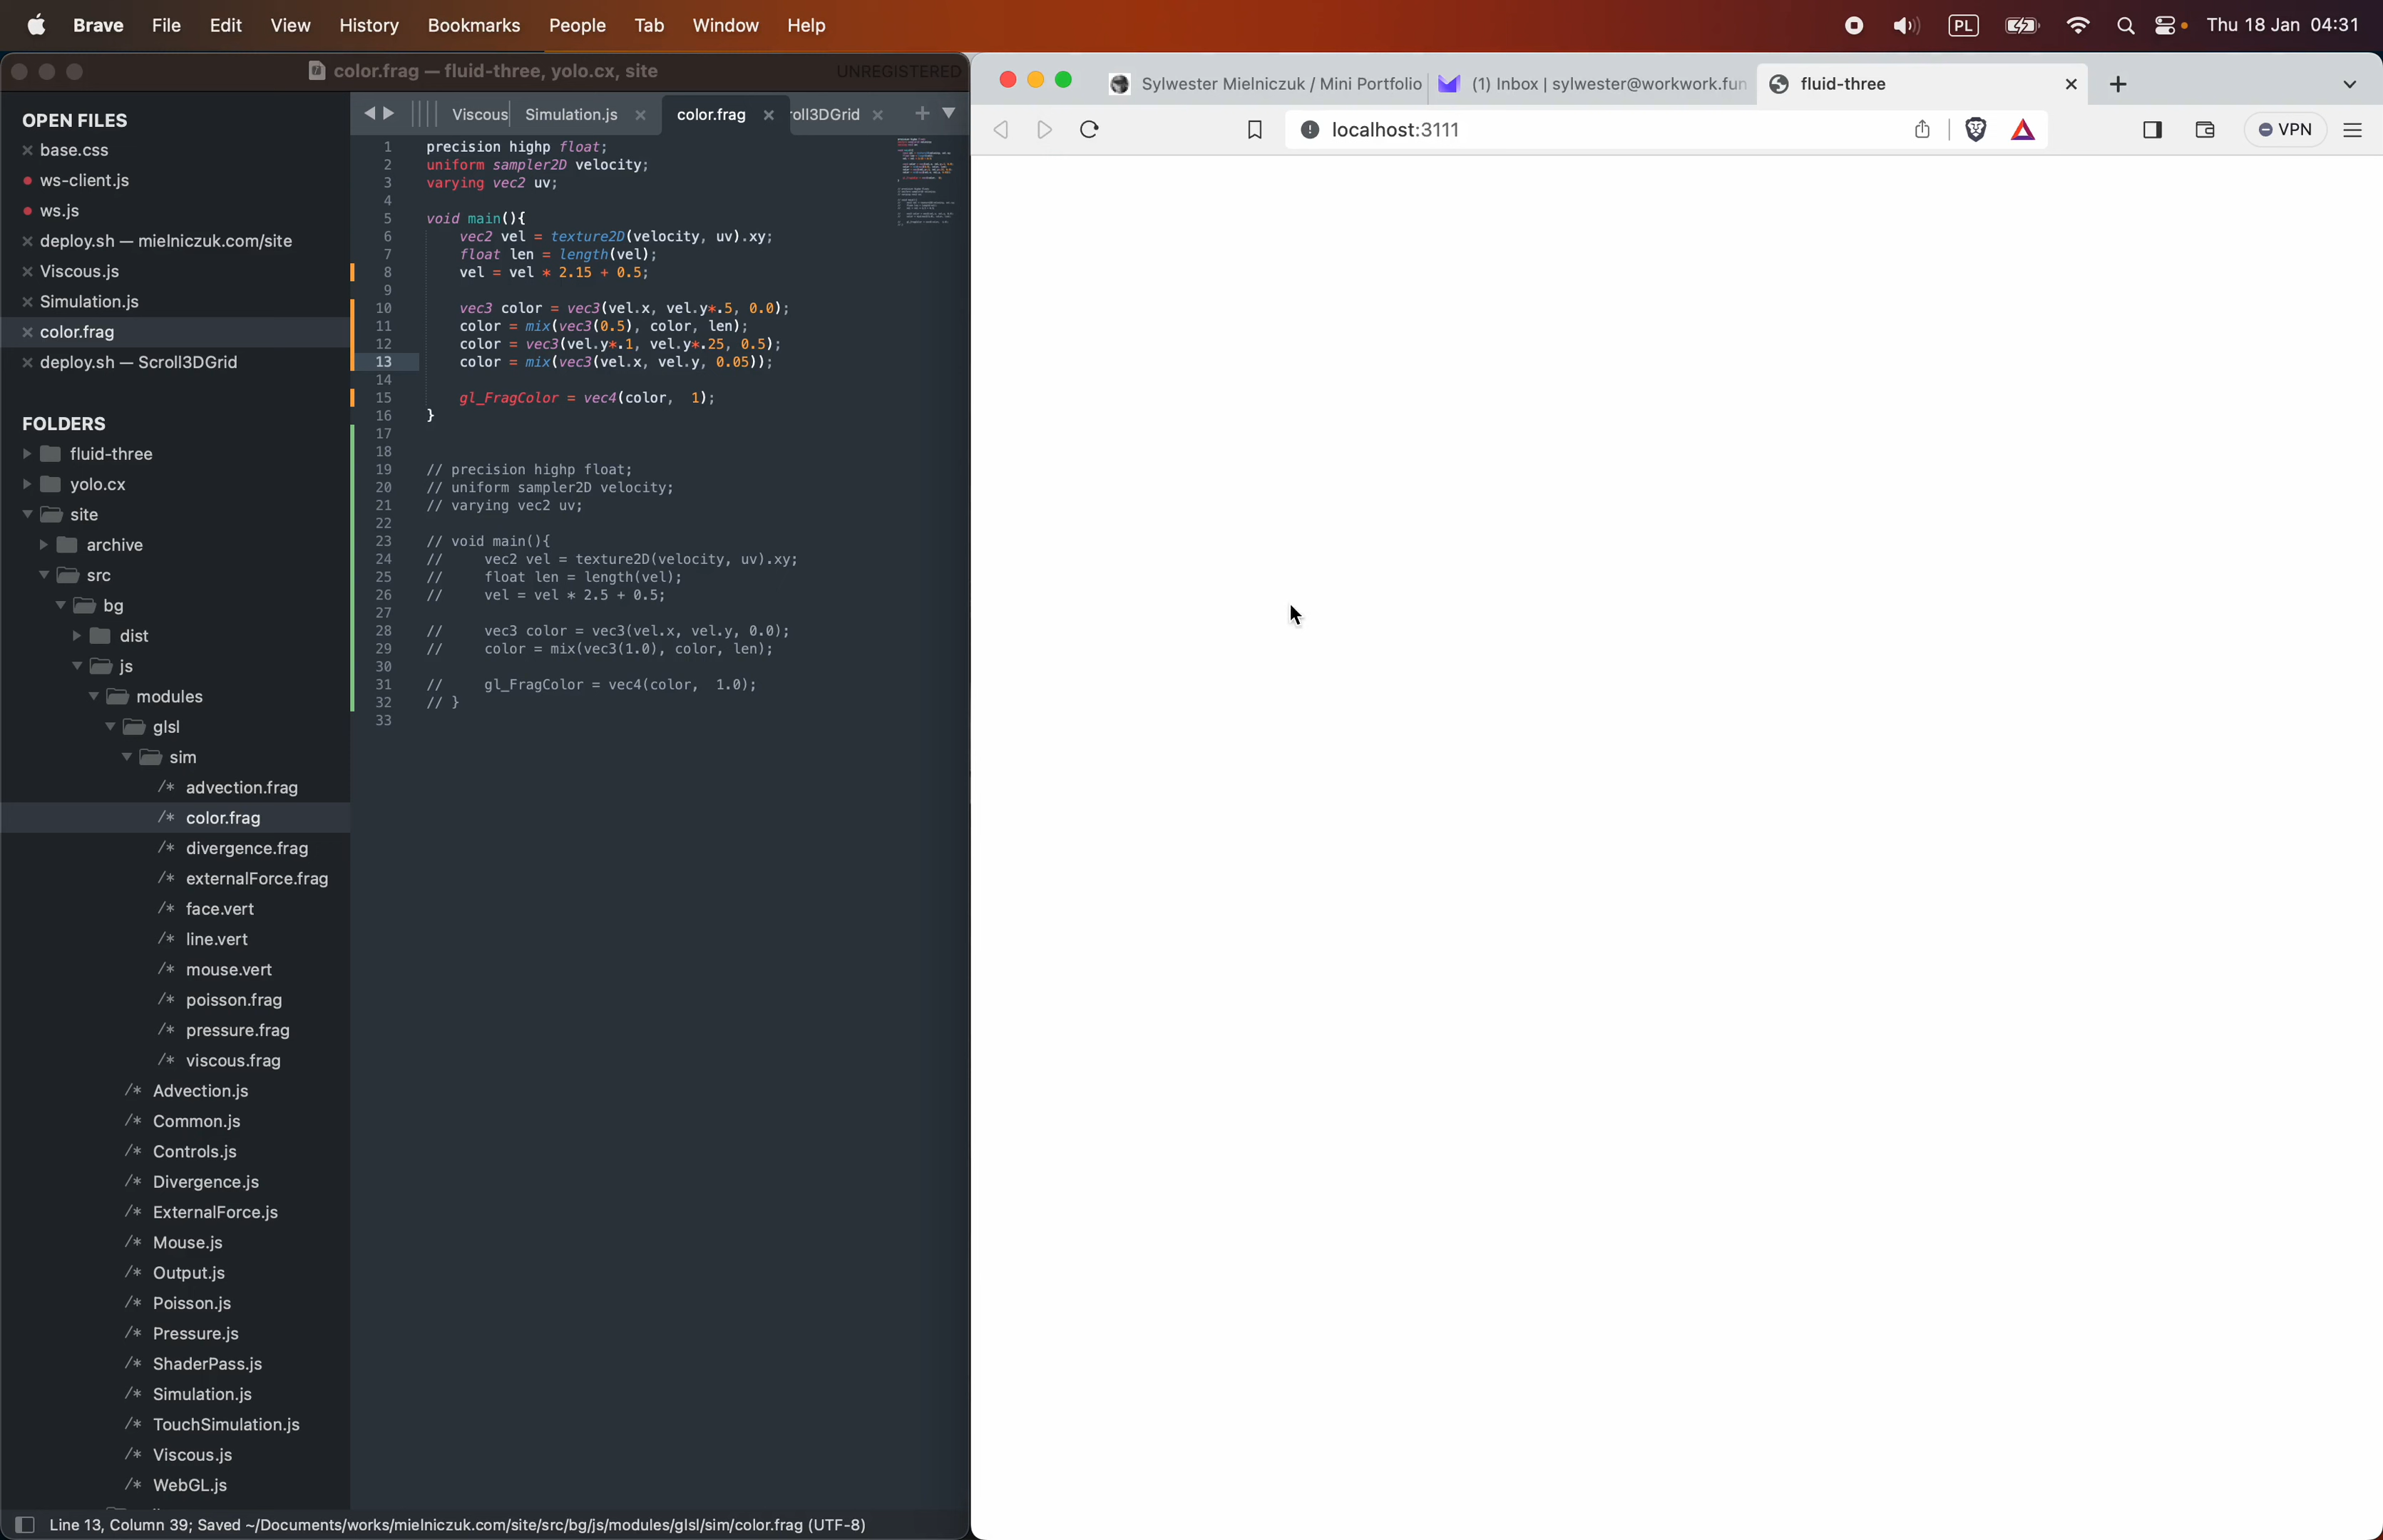 Brave File Edit View History Bookmarks People Tab Window Help PL Thu 18 Jan 04:31
color.frag — fluid-three, yolo.cx, site UNREGISTERED
OPEN FILES
base.css
ws-client.js
ws.js
deploy.sh — mielniczuk.com/site
Viscous.js
Simulation.js
color.frag
deploy.sh — Scroll3DGrid
FOLDERS
fluid-three
yolo.cx
site
archive
src
bg
dist
js
modules
glsl
sim
/* advection.frag
/* color.frag
/* divergence.frag
/* externalForce.frag
/* face.vert
/* line.vert
/* mouse.vert
/* poisson.frag
/* pressure.frag
/* viscous.frag
/* Advection.js
/* Common.js
/* Controls.js
/* Divergence.js
/* ExternalForce.js
/* Mouse.js
/* Output.js
/* Poisson.js
/* Pressure.js
/* ShaderPass.js
/* Simulation.js
/* TouchSimulation.js
/* Viscous.js
/* WebGL.js
Viscous Simulation.js color.frag roll3DGrid
1 precision highp float;
2 uniform sampler2D velocity;
3 varying vec2 uv;
4
5 void main(){
6     vec2 vel = texture2D(velocity, uv).xy;
7     float len = length(vel);
8     vel = vel * 2.15 + 0.5;
9
10     vec3 color = vec3(vel.x, vel.y*.5, 0.0);
11     color = mix(vec3(0.5), color, len);
12     color = vec3(vel.y*.1, vel.y*.25, 0.5);
13     color = mix(vec3(vel.x, vel.y, 0.05));
14
15     gl_FragColor = vec4(color,  1);
16 }
17
18
19 // precision highp float;
20 // uniform sampler2D velocity;
21 // varying vec2 uv;
22
23 // void main(){
24 //     vec2 vel = texture2D(velocity, uv).xy;
25 //     float len = length(vel);
26 //     vel = vel * 2.5 + 0.5;
27
28 //     vec3 color = vec3(vel.x, vel.y, 0.0);
29 //     color = mix(vec3(1.0), color, len);
30
31 //     gl_FragColor = vec4(color,  1.0);
32 // }
33
Line 13, Column 39; Saved ~/Documents/works/mielniczuk.com/site/src/bg/js/modules/glsl/sim/color.frag (UTF-8)
Sylwester Mielniczuk / Mini Portfolio (1) Inbox | sylwester@workwork.fun fluid-three
localhost:3111 VPN